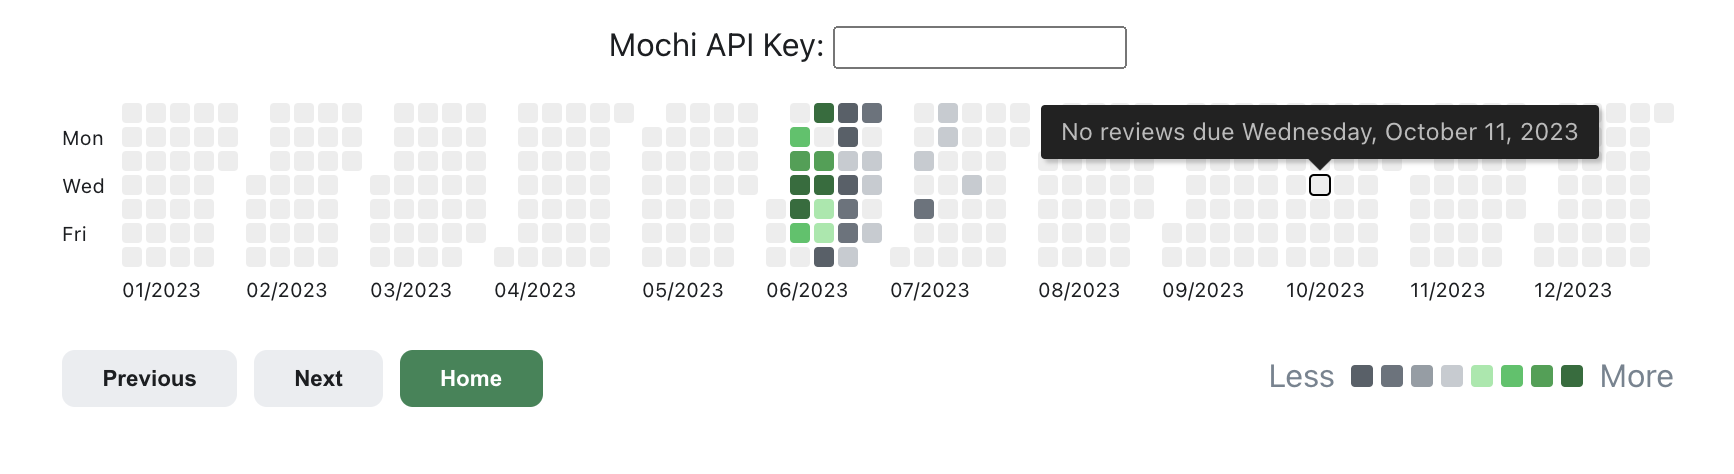 Mochi API Key:
No reviews due Wednesday, October 11, 2023
Mon
Wed
Fri
01/2023 02/2023 03/2023 04/2023 05/2023 06/2023 07/2023 08/2023 09/2023 10/2023 11/2023 12/2023
Previous Next Home Less More